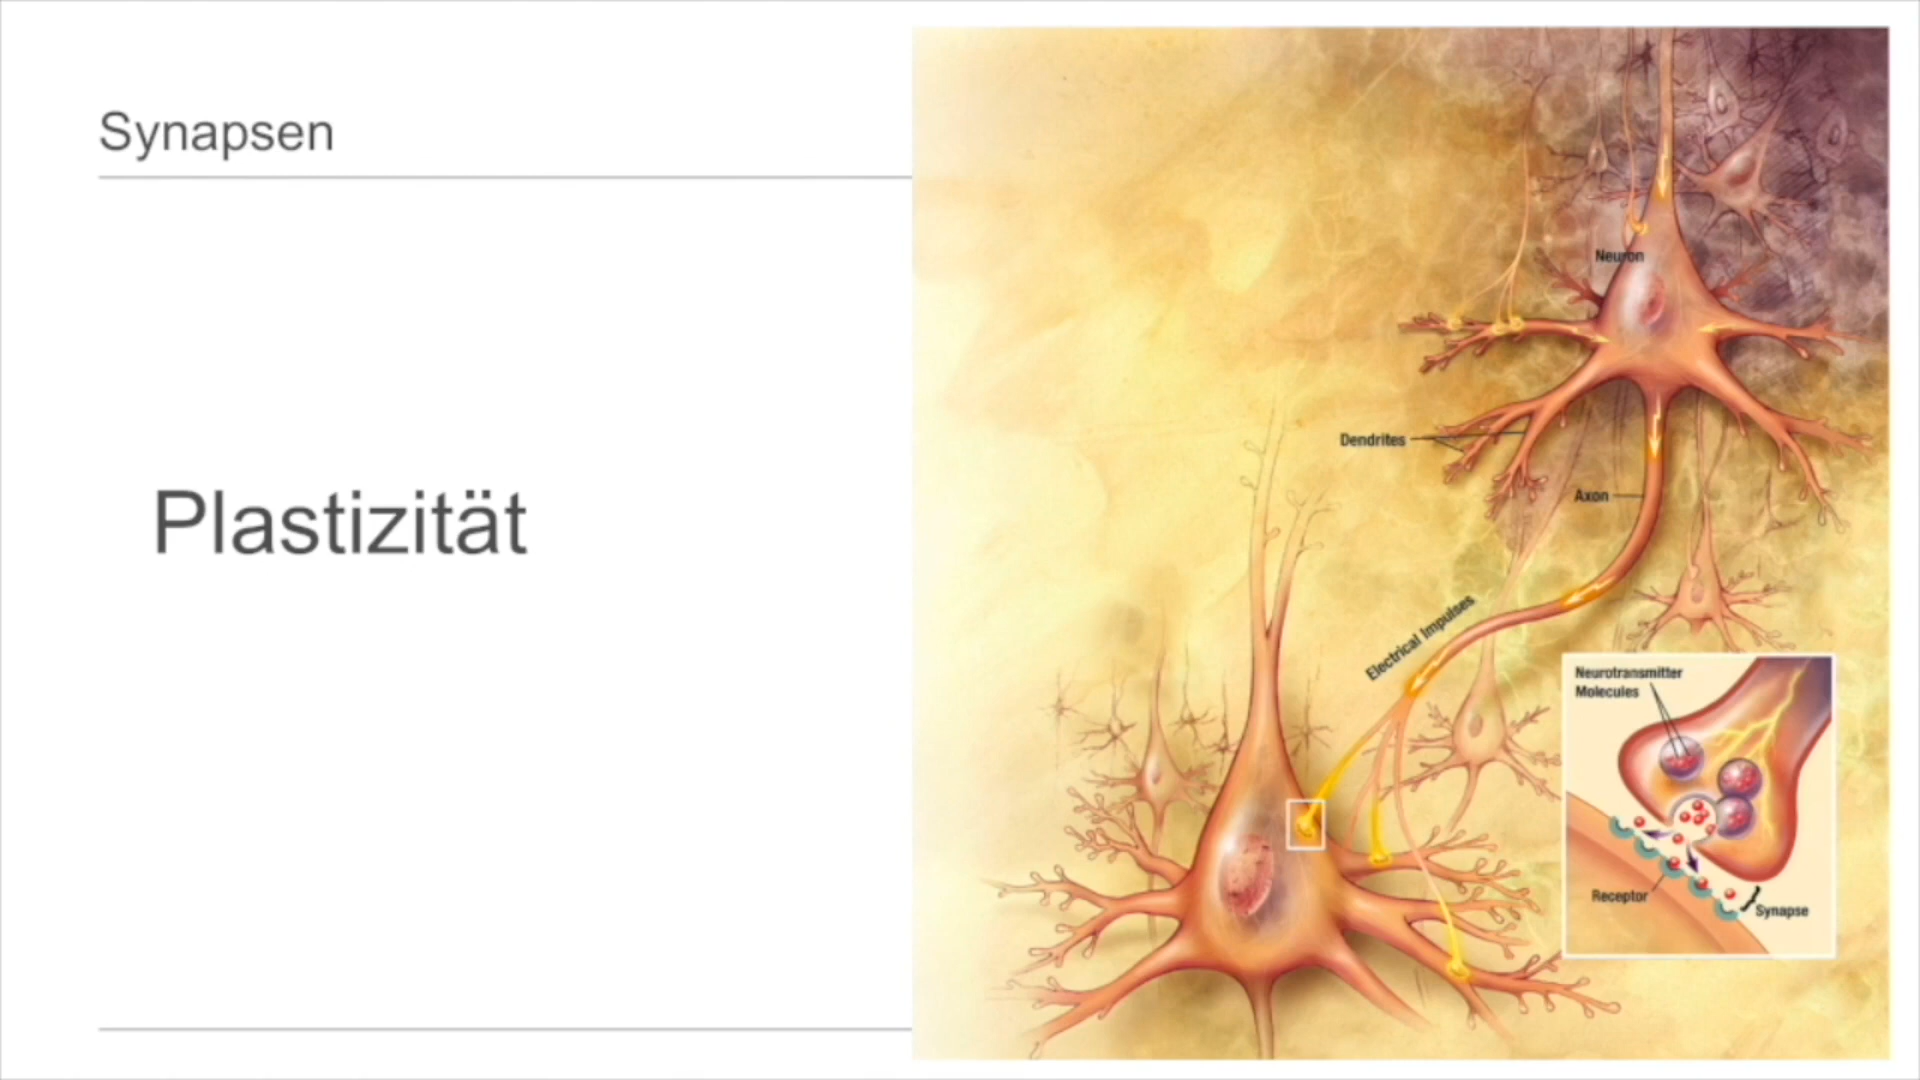 Synapsen
Plastizität
Neuron
Dendrites
Axon
Electrical Impulses
Neurotransmitter
Molecules
Receptor
Synapse